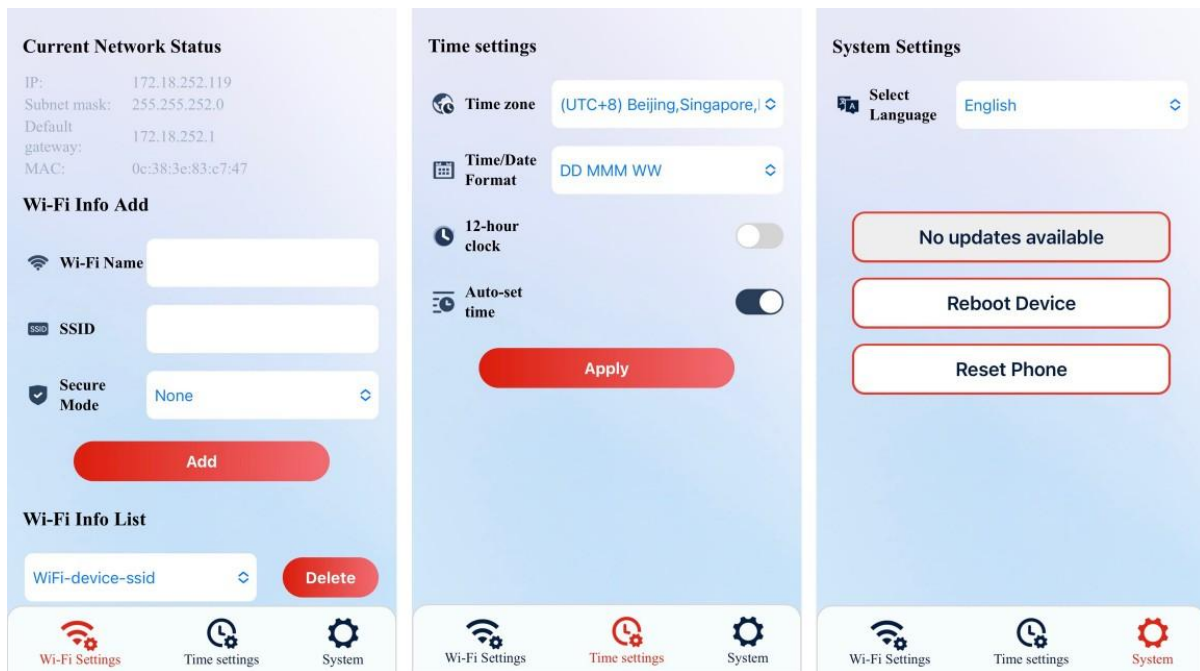 Current Network Status
IP: 172.18.252.119
Subnet mask: 255.255.252.0
Default
gateway: 172.18.252.1
MAC: 0c:38:3e:83:e7:47
Wi-Fi Info Add
Wi-Fi Name
SSID SSID
Secure
Mode
None
Add
Wi-Fi Info List
WiFi-device-ssid
Delete
Wi-Fi Settings Time settings System
Time settings
Time zone (UTC+8) Beijing,Singapore,
Time/Date
Format
DD MMM WW
12-hour
clock
Auto-set
time
Apply
Wi-Fi Settings Time settings System
System Settings
Select
Language
English
No updates available
Reboot Device
Reset Phone
Wi-Fi Settings Time settings System